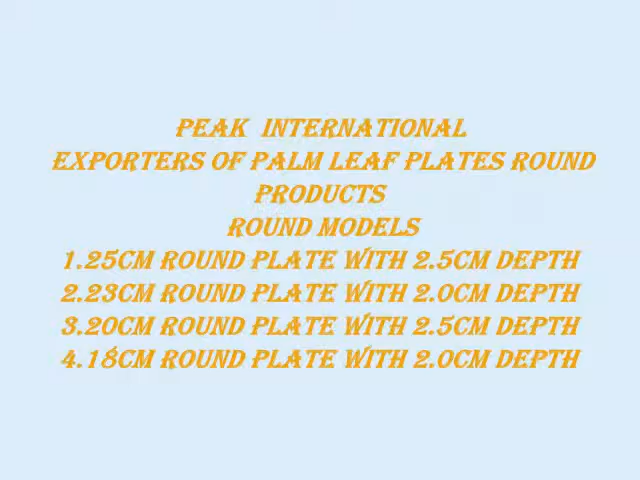 PEAK INTERNATIONAL
EXPORTERS OF PALM LEAF PLATES ROUND
PRODUCTS
ROUND MODELS
1.25CM ROUND PLATE WITH 2.5CM DEPTH
2.23CM ROUND PLATE WITH 2.0CM DEPTH
3.20CM ROUND PLATE WITH 2.5CM DEPTH
4.18CM ROUND PLATE WITH 2.0CM DEPTH